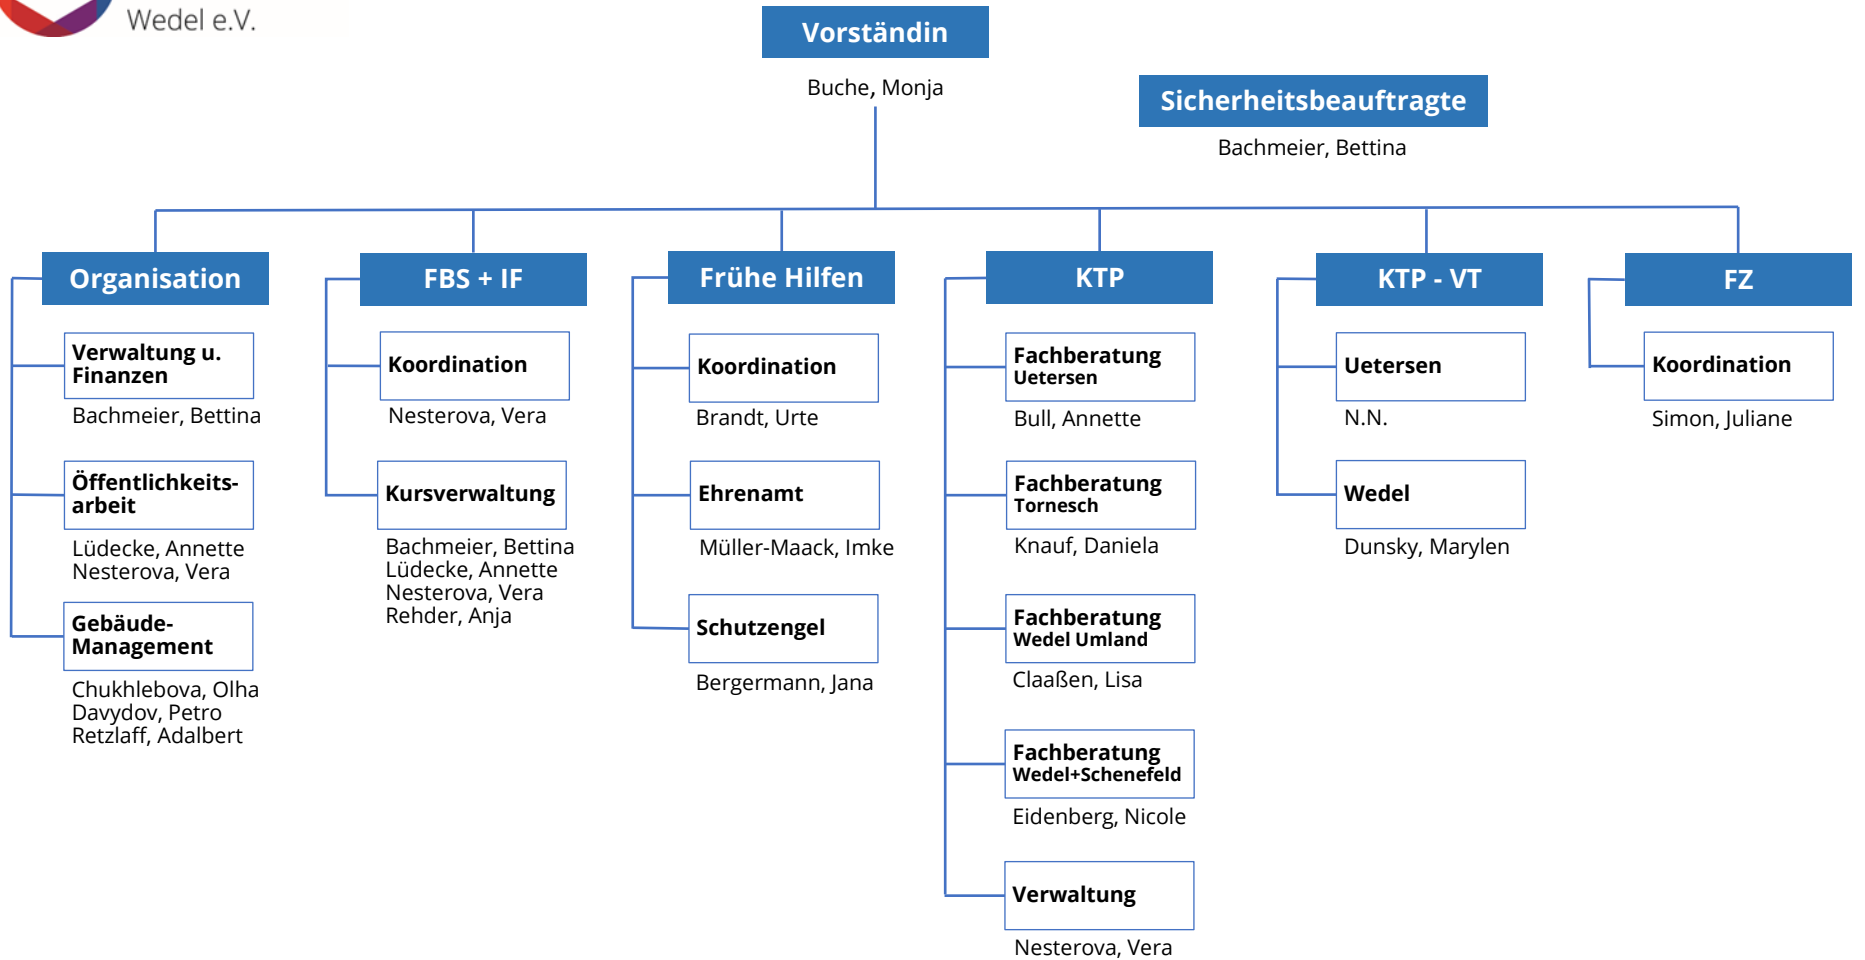 Wedel e.V.
Vorständin
Buche, Monja
Sicherheitsbeauftragte
Bachmeier, Bettina
Organisation
Verwaltung u.
Finanzen
Bachmeier, Bettina
Öffentlichkeits-
arbeit
Lüdecke, Annette
Nesterova, Vera
Gebäude-
Management
Chukhlebova, Olha
Davydov, Petro
Retzlaff, Adalbert
FBS + IF
Koordination
Nesterova, Vera
Kursverwaltung
Bachmeier, Bettina
Lüdecke, Annette
Nesterova, Vera
Rehder, Anja
Frühe Hilfen
Koordination
Brandt, Urte
Ehrenamt
Müller-Maack, Imke
Schutzengel
Bergermann, Jana
KTP
Fachberatung
Uetersen
Bull, Annette
Fachberatung
Tornesch
Knauf, Daniela
Fachberatung
Wedel Umland
Claaßen, Lisa
Fachberatung
Wedel+Schenefeld
Eidenberg, Nicole
Verwaltung
Nesterova, Vera
KTP - VT
Uetersen
N.N.
Wedel
Dunsky, Marylen
FZ
Koordination
Simon, Juliane